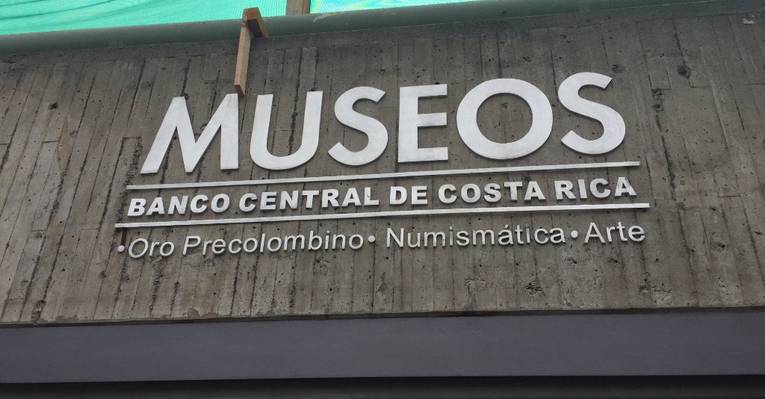 MUSEOS
BANCO CENTRAL DE COSTA RICA
•Oro Precolombino• Numismática•Arte